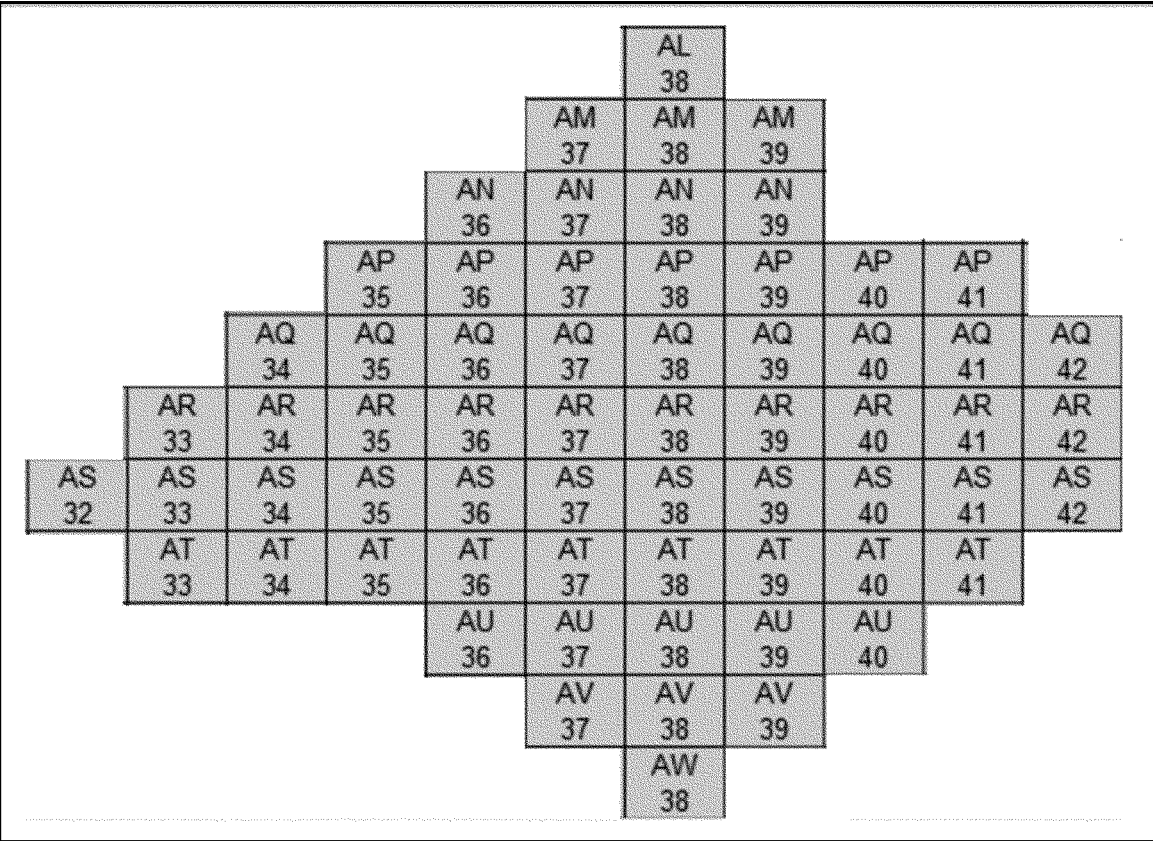 AL
38
AM AM AM
37 38 39
AN AN AN AN
36 37 38 39
AP AP AP AP AP AP AP
35 36 37 38 39 40 41
AQ AQ AQ AQ AQ AQ AQ AQ AQ
34 35 36 37 38 39 40 41 42
AR AR AR AR AR AR AR AR AR AR
33 34 35 36 37 38 39 40 41 42
AS AS AS AS AS AS AS AS AS AS AS
32 33 34 35 36 37 38 39 40 41 42
AT AT AT AT AT AT AT AT AT
33 34 35 36 37 38 39 40 41
AU AU AU AU AU
36 37 38 39 40
AV AV AV
37 38 39
AW
38